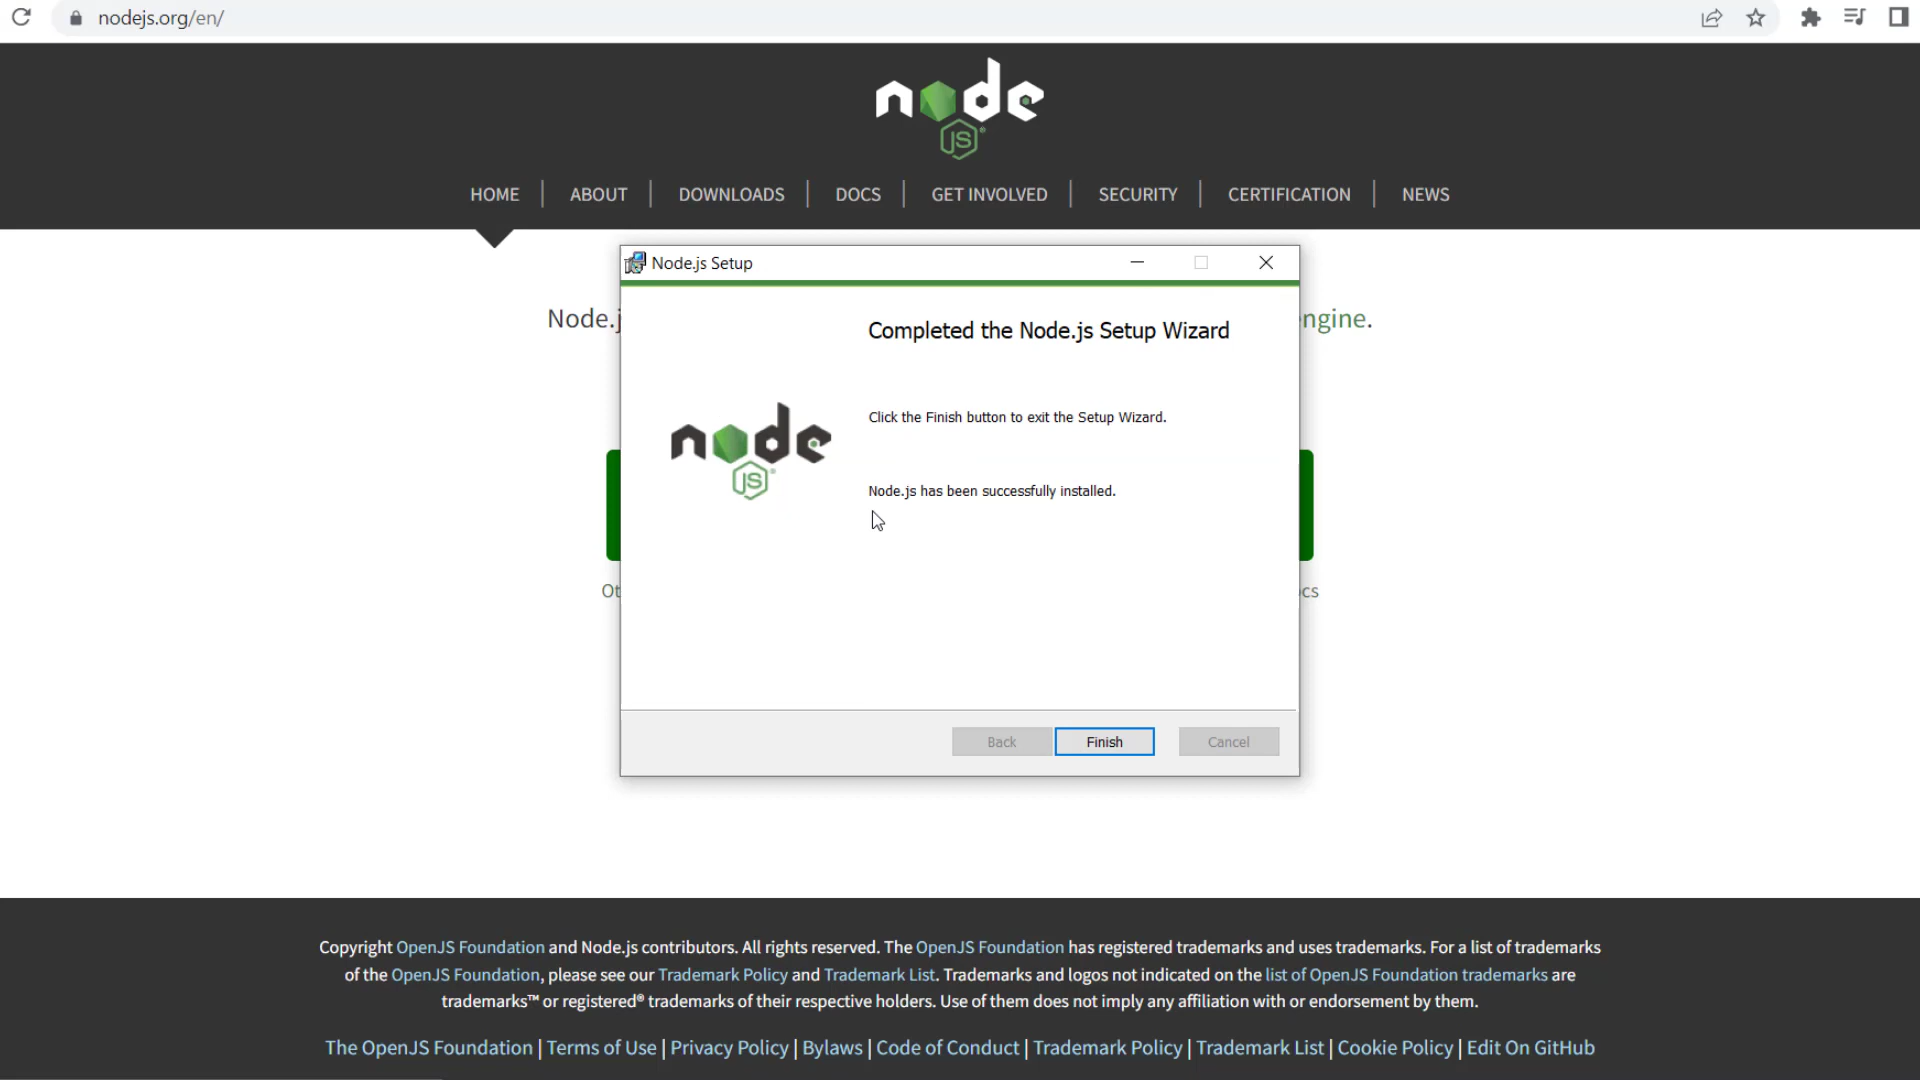 nodejs.org/en/
node
JS
HOME | ABOUT | DOWNLOADS | DOCS | GET INVOLVED | SECURITY | CERTIFICATION | NEWS
Node.js Setup
Node.j
engine.
Completed the Node.js Setup Wizard
Click the Finish button to exit the Setup Wizard.
node
JS
Node.js has been successfully installed.
Back
Finish
Cancel
Copyright OpenJS Foundation and Node.js contributors. All rights reserved. The OpenJS Foundation has registered trademarks and uses trademarks. For a list of trademarks
of the OpenJS Foundation, please see our Trademark Policy and Trademark List. Trademarks and logos not indicated on the list of OpenJS Foundation trademarks are
trademarks™ or registered® trademarks of their respective holders. Use of them does not imply any affiliation with or endorsement by them.
The OpenJS Foundation | Terms of Use | Privacy Policy | Bylaws | Code of Conduct | Trademark Policy | Trademark List | Cookie Policy | Edit On GitHub